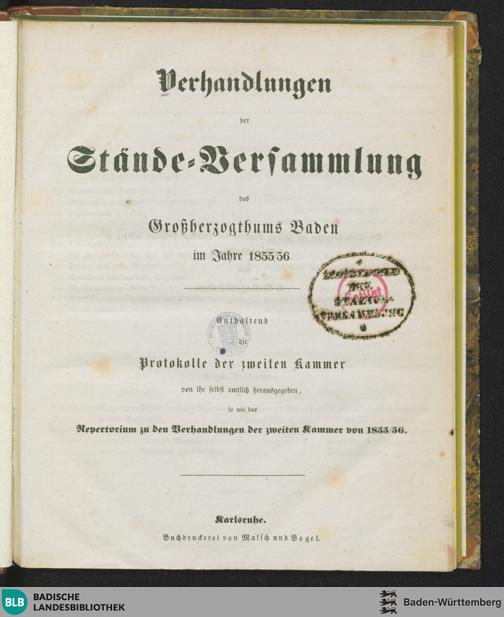 Verhandlungen
der
Stände-Versammlung
des
Großherzogthums Baden
im Jahre 1855/56
Enthaltend
die
Protokolle der zweiten Kammer
von ihr selbst amtlich herausgegeben,
so wie das
Repertorium zu den Verhandlungen der zweiten Kammer von 1855/56.
Karlsruhe.
Buchdruckerei von Malsch und Vogel.
BLB
BADISCHE
LANDESBIBLIOTHEK
Baden-Württemberg